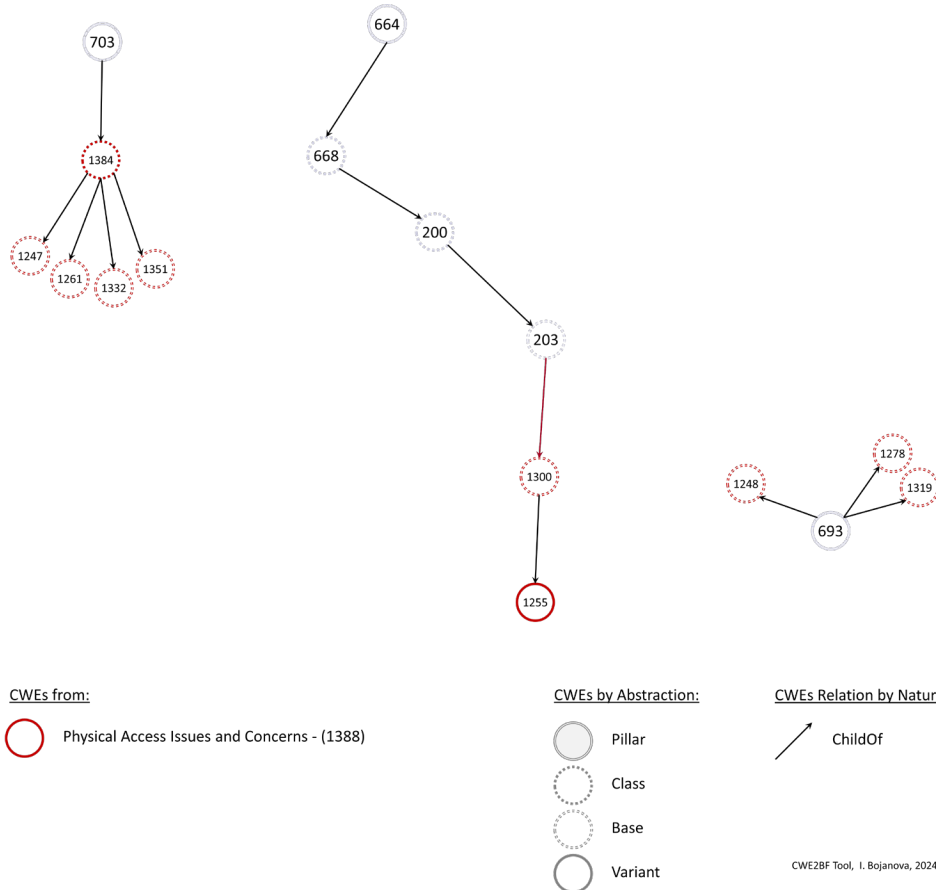 703
664
1384
668
200
1247
1261
1332
1351
203
1300
1248
1278
1319
693
1255
CWEs from:
Physical Access Issues and Concerns - (1388)
CWEs by Abstraction:
Pillar
Class
Base
Variant
CWEs Relation by Natur
ChildOf
CWE2BF Tool, I. Bojanova, 2024